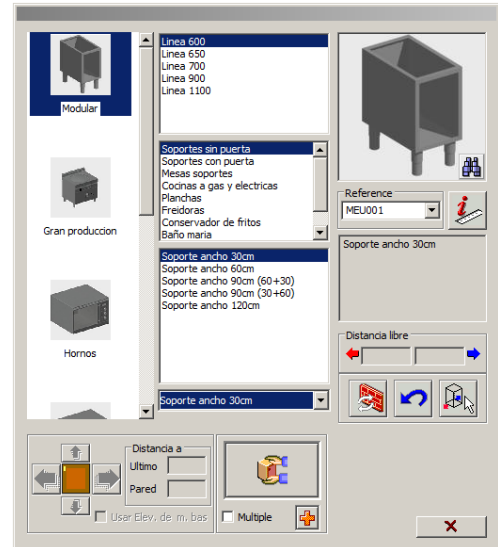 Modular
Gran produccion
Hornos
Linea 600
Linea 650
Linea 700
Linea 900
Linea 1100
Soportes sin puerta
Soportes con puerta
Mesas soportes
Cocinas a gas y electricas
Planchas
Freidoras
Conservador de fritos
Baño maria
Soporte ancho 30cm
Soporte ancho 60cm
Soporte ancho 90cm (60+30)
Soporte ancho 90cm (30+60)
Soporte ancho 120cm
Soporte ancho 30cm
Reference
MEU001
Soporte ancho 30cm
Distancia libre
Distancia a
Ultimo
Pared
Usar Elev. de m. bas
Multiple